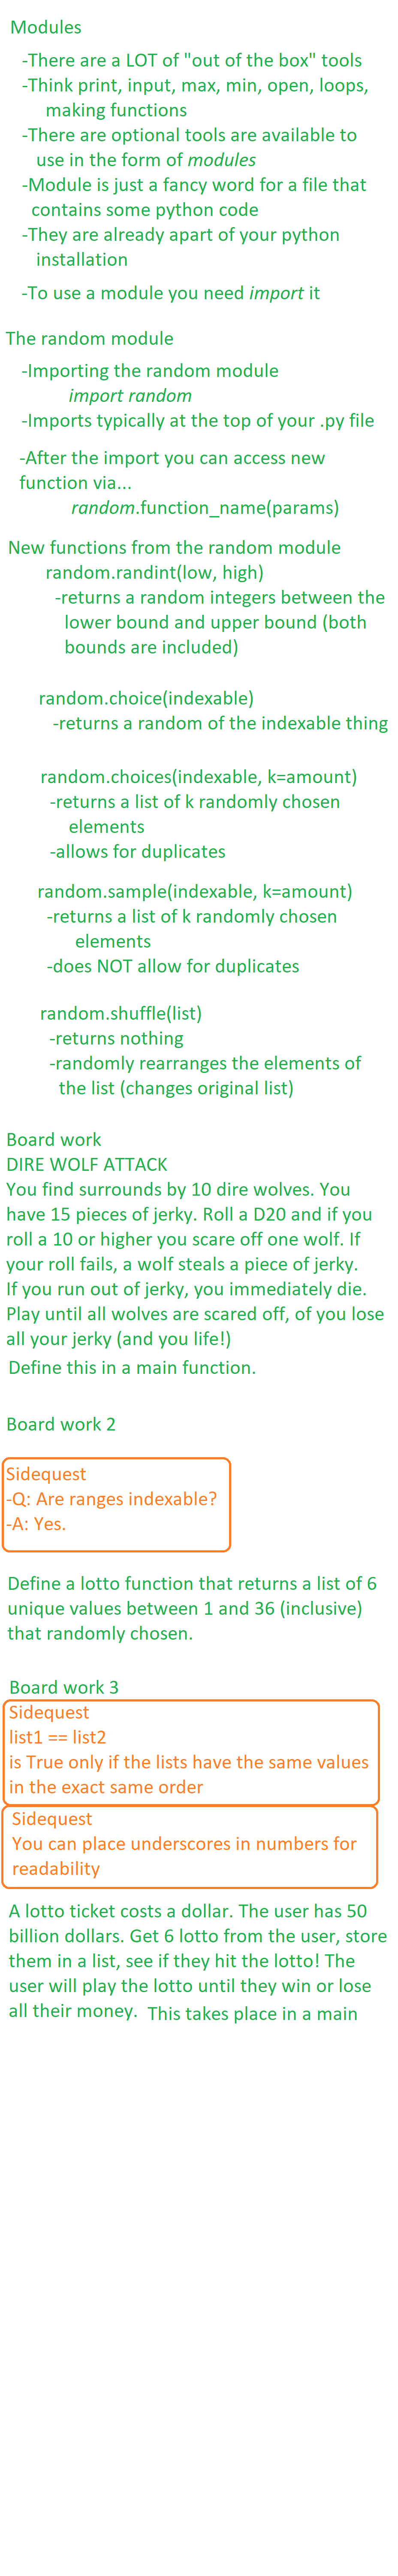 Modules
-There are a LOT of "out of the box" tools
-Think print, input, max, min, open, loops,
making functions
-There are optional tools are available to
use in the form of modules
-Module is just a fancy word for a file that
contains some python code
-They are already apart of your python
installation
-To use a module you need import it
The random module
-Importing the random module
import random
-Imports typically at the top of your .py file
-After the import you can access new
function via...
random.function_name(params)
New functions from the random module
random.randint(low, high)
-returns a random integers between the
lower bound and upper bound (both
bounds are included)
random.choice(indexable)
-returns a random of the indexable thing
random.choices(indexable, k=amount)
-returns a list of k randomly chosen
elements
-allows for duplicates
random.sample(indexable, k=amount)
-returns a list of k randomly chosen
elements
-does NOT allow for duplicates
random.shuffle(list)
-returns nothing
-randomly rearranges the elements of
the list (changes original list)
Board work
DIRE WOLF ATTACK
You find surrounds by 10 dire wolves. You
have 15 pieces of jerky. Roll a D20 and if you
roll a 10 or higher you scare off one wolf. If
your roll fails, a wolf steals a piece of jerky.
If you run out of jerky, you immediately die.
Play until all wolves are scared off, of you lose
all your jerky (and you life!)
Define this in a main function.
Board work 2
Sidequest
-Q: Are ranges indexable?
-A: Yes.
Define a lotto function that returns a list of 6
unique values between 1 and 36 (inclusive)
that randomly chosen.
Board work 3
Sidequest
list1 == list2
is True only if the lists have the same values
in the exact same order
Sidequest
You can place underscores in numbers for
readability
A lotto ticket costs a dollar. The user has 50
billion dollars. Get 6 lotto from the user, store
them in a list, see if they hit the lotto! The
user will play the lotto until they win or lose
all their money. This takes place in a main